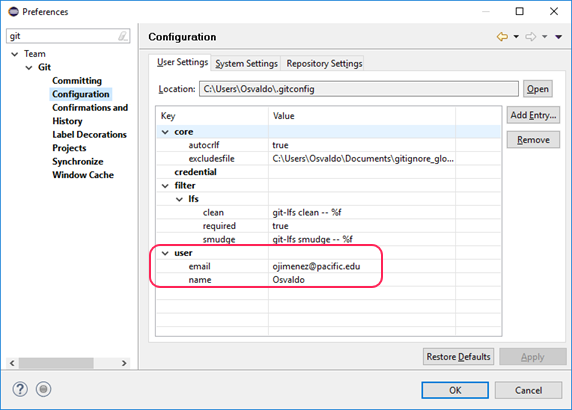 Preferences
git
Configuration
Team
Git
Committing
Configuration
Confirmations and
History
Label Decorations
Projects
Synchronize
Window Cache
User Settings System Settings Repository Settings
Location: C:\Users\Osvaldo\.gitconfig Open
Key Value
core
autocrlf true
excludesfile C:\Users\Osvaldo\Documents\gitignore_glo...
credential
filter
lfs
clean git-lfs clean -- %f
required true
smudge git-lfs smudge -- %f
user
email ojimenez@pacific.edu
name Osvaldo
Add Entry...
Remove
Restore Defaults Apply
OK Cancel